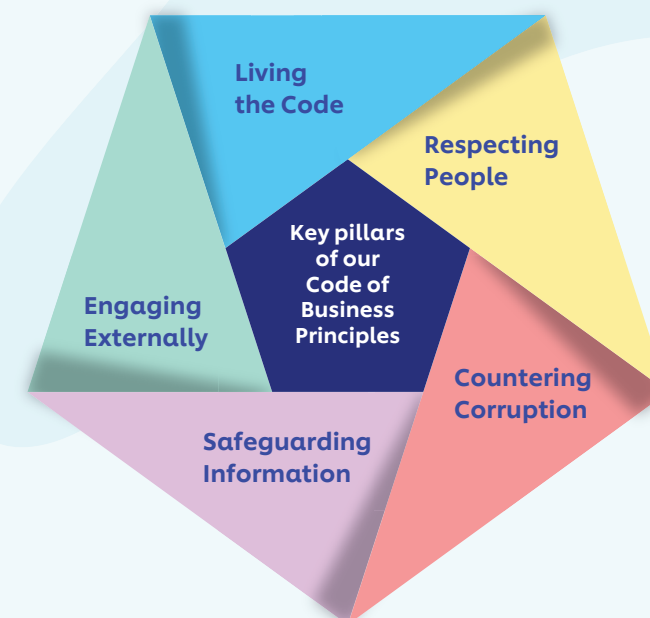 Living
the Code
Respecting
People
Key pillars
of our
Code of
Business
Principles
Engaging
Externally
Countering
Corruption
Safeguarding
Information